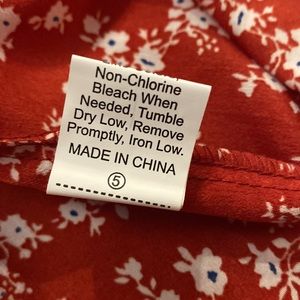 Non-Chlorine
Bleach When
Needed, Tumble
Dry Low, Remove
Promptly, Iron Low.
MADE IN CHINA
5